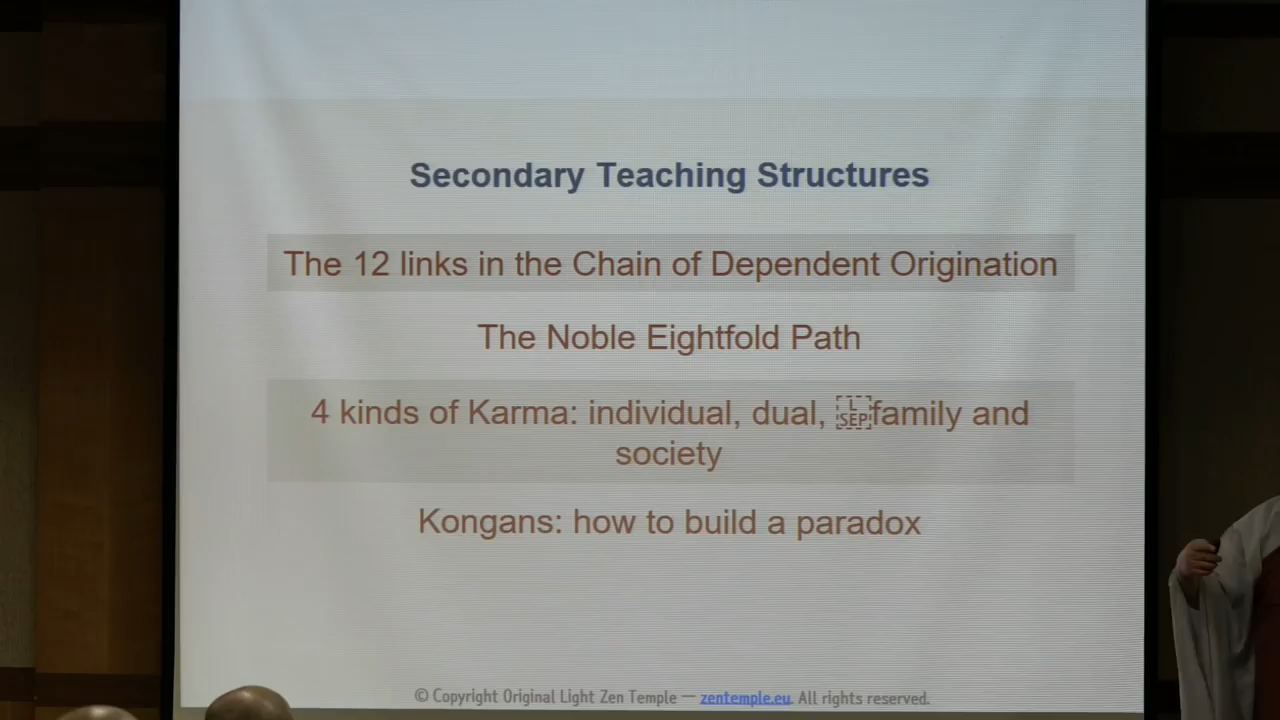 Secondary Teaching Structures
The 12 links in the Chain of Dependent Origination
The Noble Eightfold Path
4 kinds of Karma: individual, dual, L SEP family and
society
Kongans: how to build a paradox
© Copyright Original Light Zen Temple — zentemple.eu. All rights reserved.